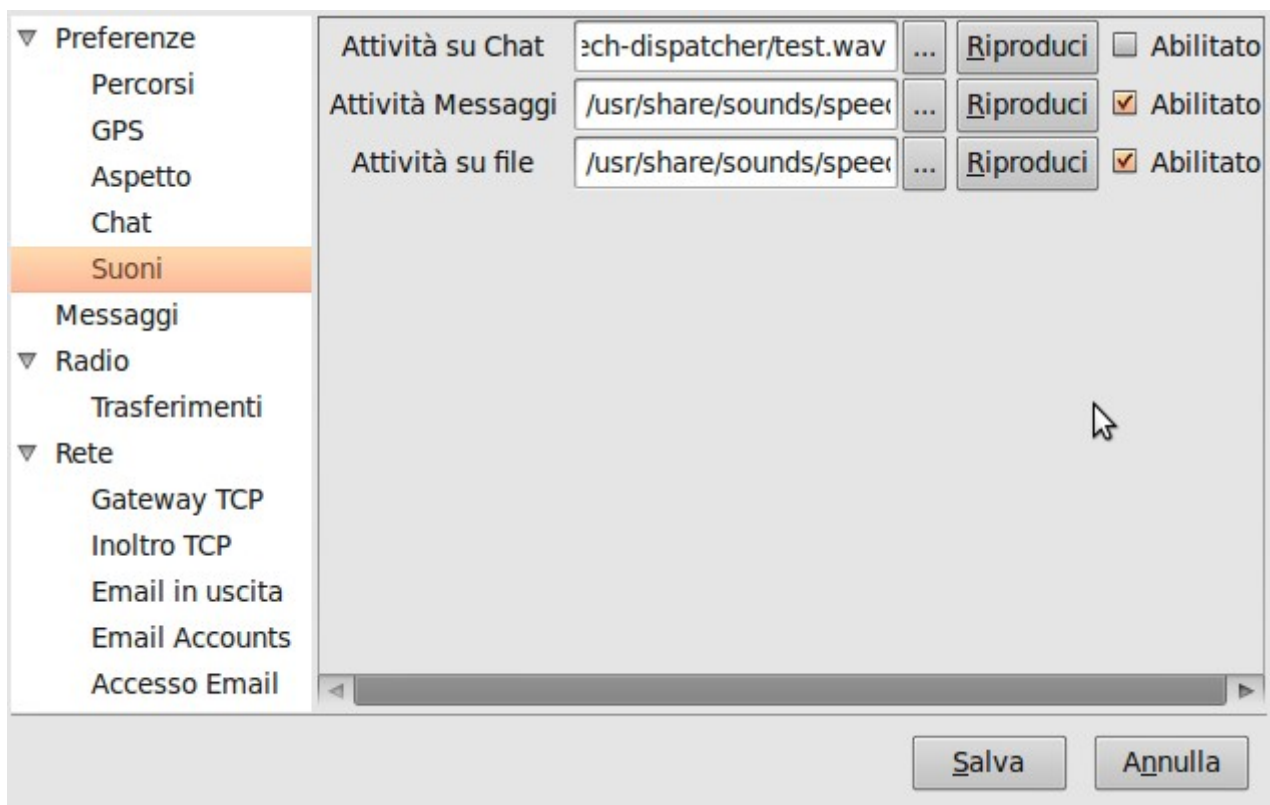 Preferenze
Percorsi
GPS
Aspetto
Chat
Suoni
Messaggi
Radio
Trasferimenti
Rete
Gateway TCP
Inoltro TCP
Email in uscita
Email Accounts
Accesso Email
Attività su Chat ech-dispatcher/test.wav ... Riproduci Abilitato
Attività Messaggi /usr/share/sounds/speec ... Riproduci Abilitato
Attività su file /usr/share/sounds/speec ... Riproduci Abilitato
Salva Annulla